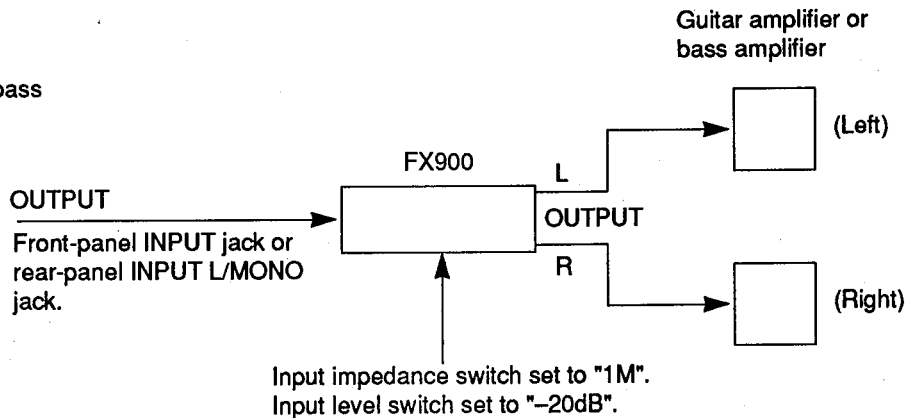 Guitar amplifier or
bass amplifier
(Left)
FX900
L
OUTPUT
OUTPUT
Front-panel INPUT jack or
rear-panel INPUT L/MONO
jack.
R
(Right)
Input impedance switch set to "1M".
Input level switch set to "–20dB".